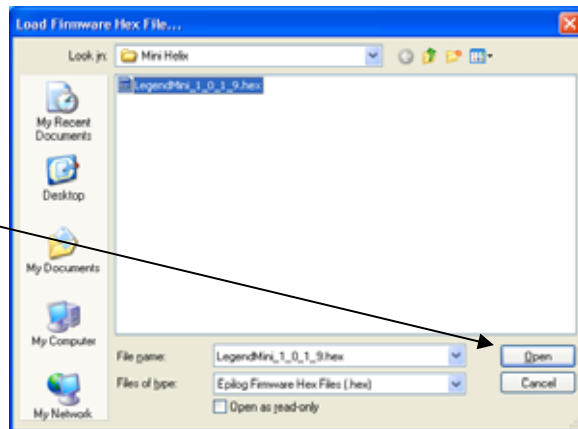 Load Firmware Hex File...
Look in:
Mini Helix
LegendMini_1_0_1_9.hex
My Recent
Documents
Desktop
My Documents
My Computer
File name:
LegendMini_1_0_1_9.hex
Open
Files of type:
Epilog Firmware Hex Files (.hex)
Cancel
My Network
Open as read-only